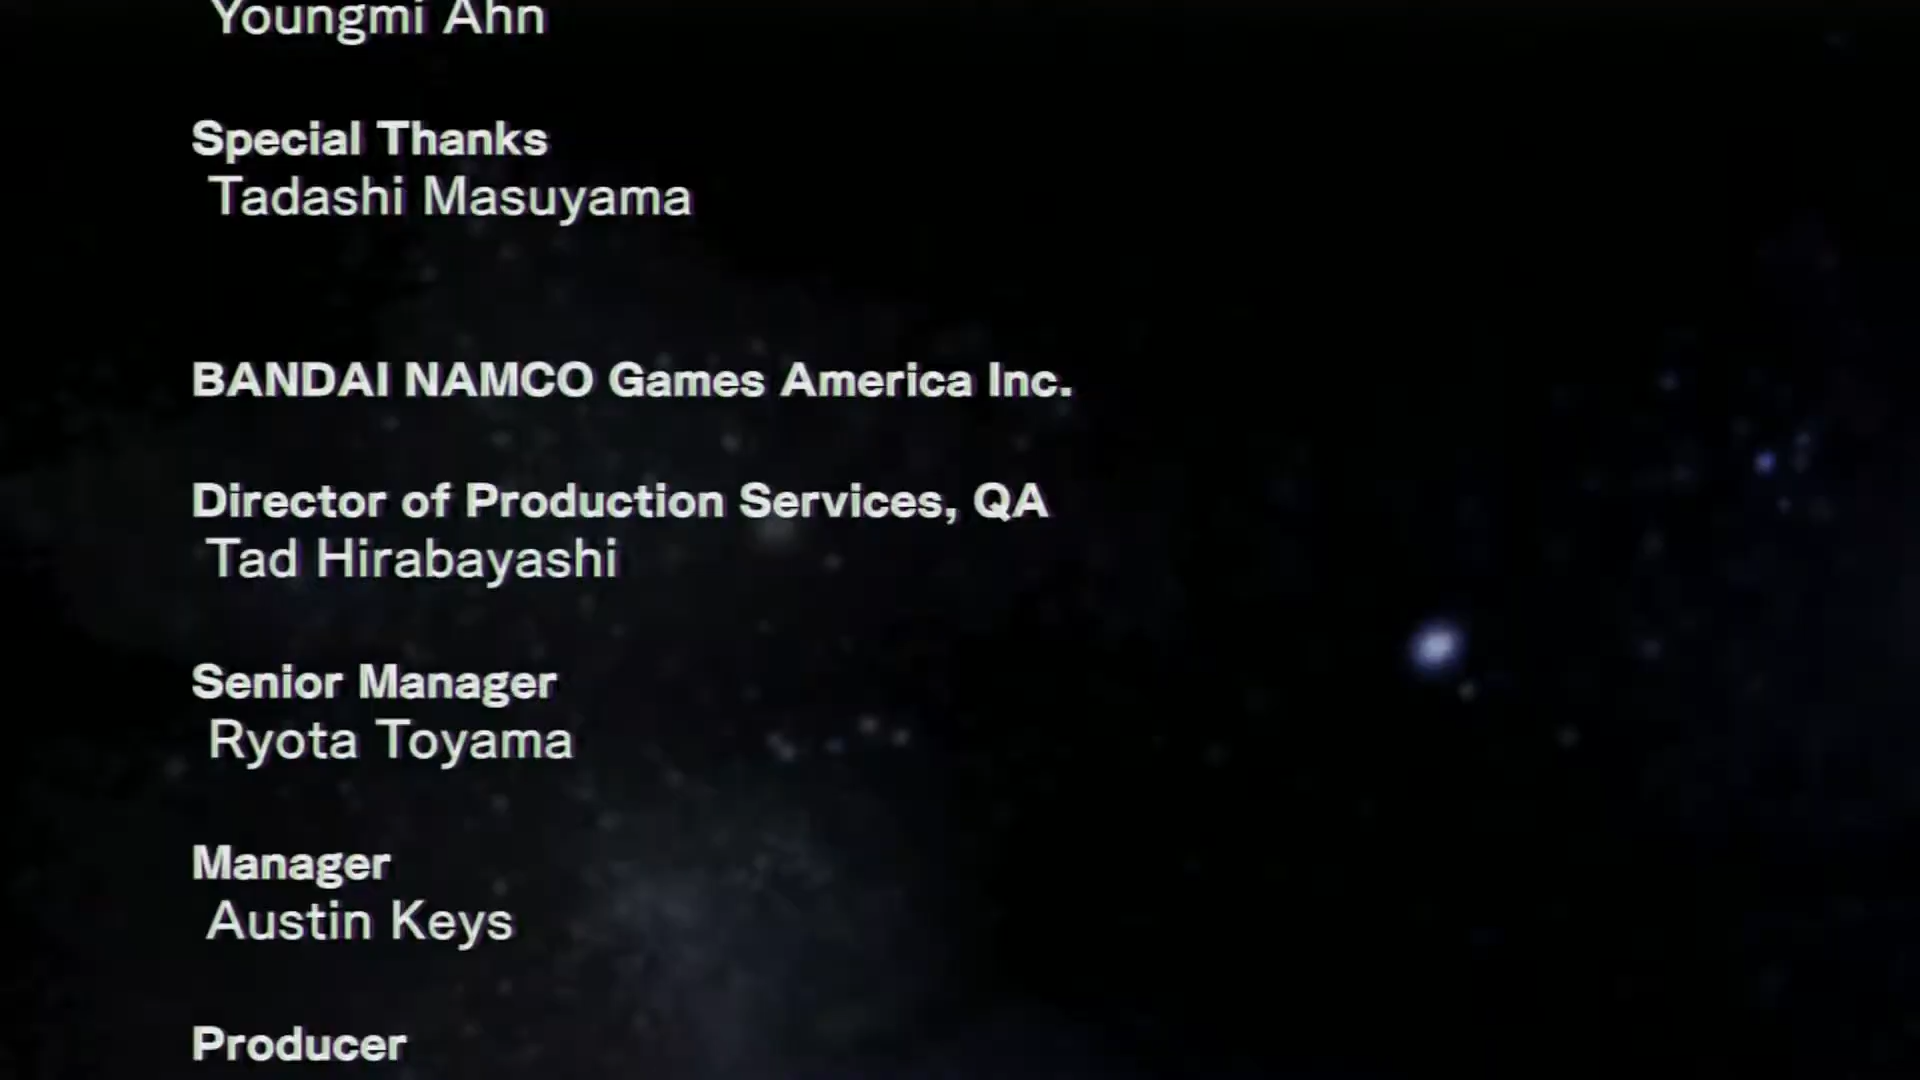 Youngmi Ahn
Special Thanks
Tadashi Masuyama
BANDAI NAMCO Games America Inc.
Director of Production Services, QA
Tad Hirabayashi
Senior Manager
Ryota Toyama
Manager
Austin Keys
Producer